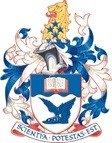 SCIENTIA · POTESTAS · EST